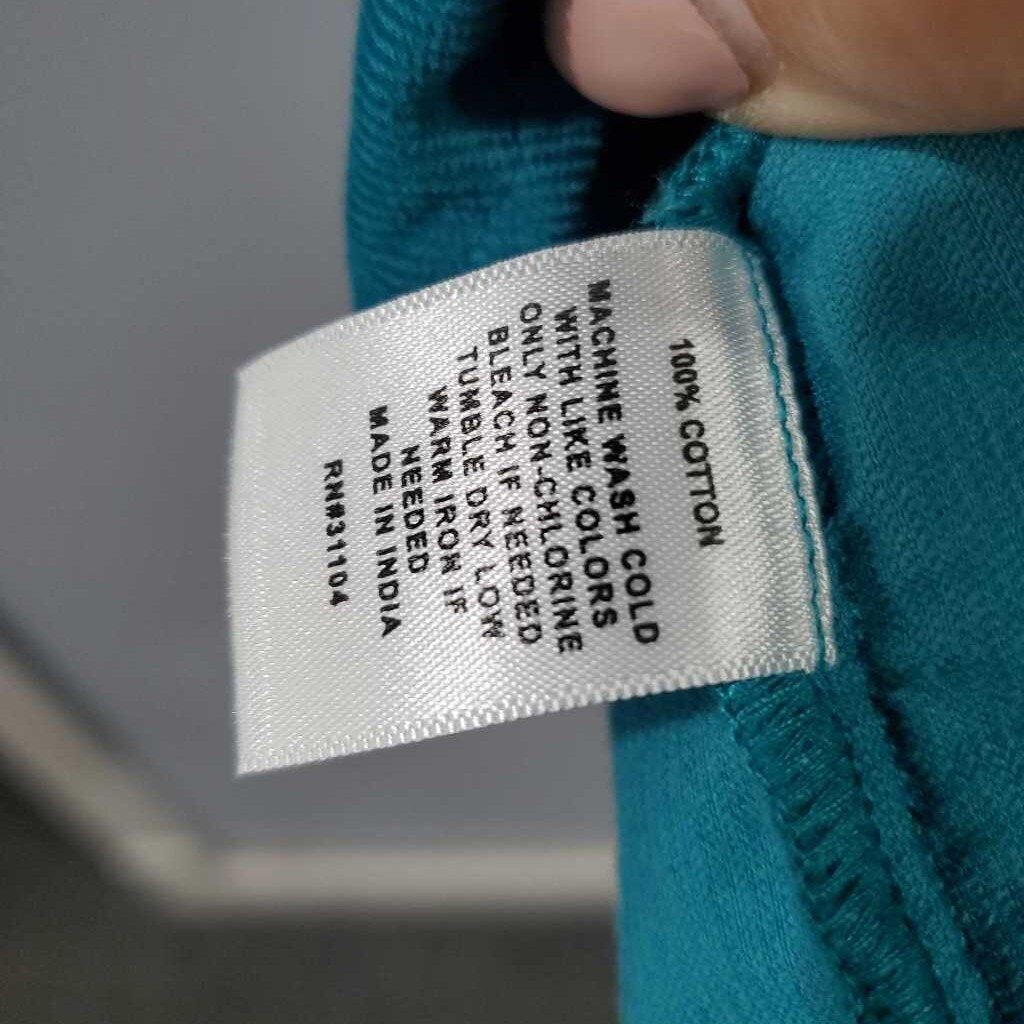 100% COTTON
MACHINE WASH COLD
WITH LIKE COLORS
ONLY NON-CHLORINE
BLEACH IF NEEDED
TUMBLE DRY LOW
WARM IRON IF
NEEDED
MADE IN INDIA
RN#31104